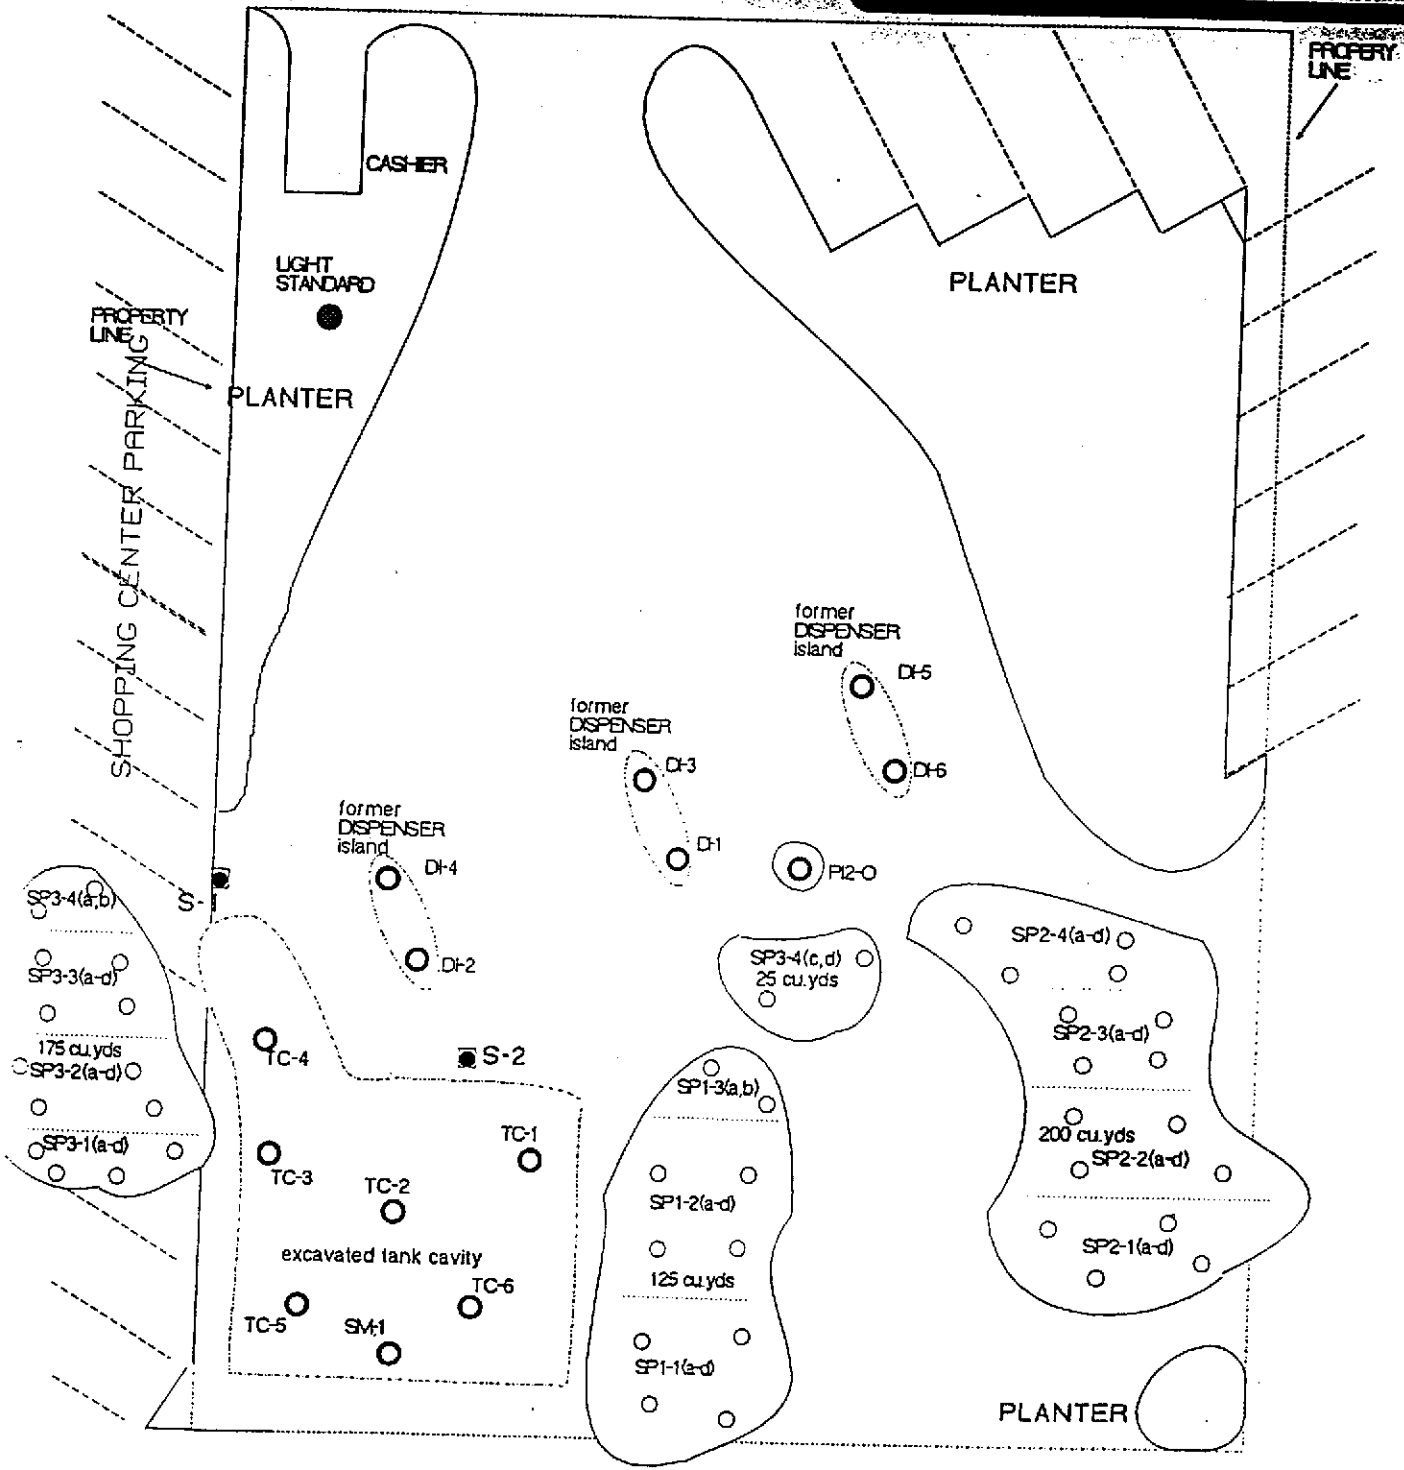 PROPERY
LINE
CASHIER
LIGHT
STANDARD
PLANTER
PROPERTY
LINE
SHOPPING CENTER PARKING
PLANTER
former
DISPENSER
island
DI-5
DI-6
former
DISPENSER
island
DI-3
DI-1
former
DISPENSER
island
DI-4
DI-2
PI2-O
S-1
SP3-4(a,b)
SP3-3(a-d)
175 cu.yds
SP3-2(a-d)
SP3-1(a-d)
SP3-4(c,d)
25 cu.yds
SP2-4(a-d)
SP2-3(a-d)
200 cu.yds
SP2-2(a-d)
SP2-1(a-d)
TC-4
S-2
TC-1
TC-3
TC-2
excavated tank cavity
TC-6
TC-5
SM-1
SP1-3(a,b)
SP1-2(a-d)
125 cu.yds
SP1-1(a-d)
PLANTER